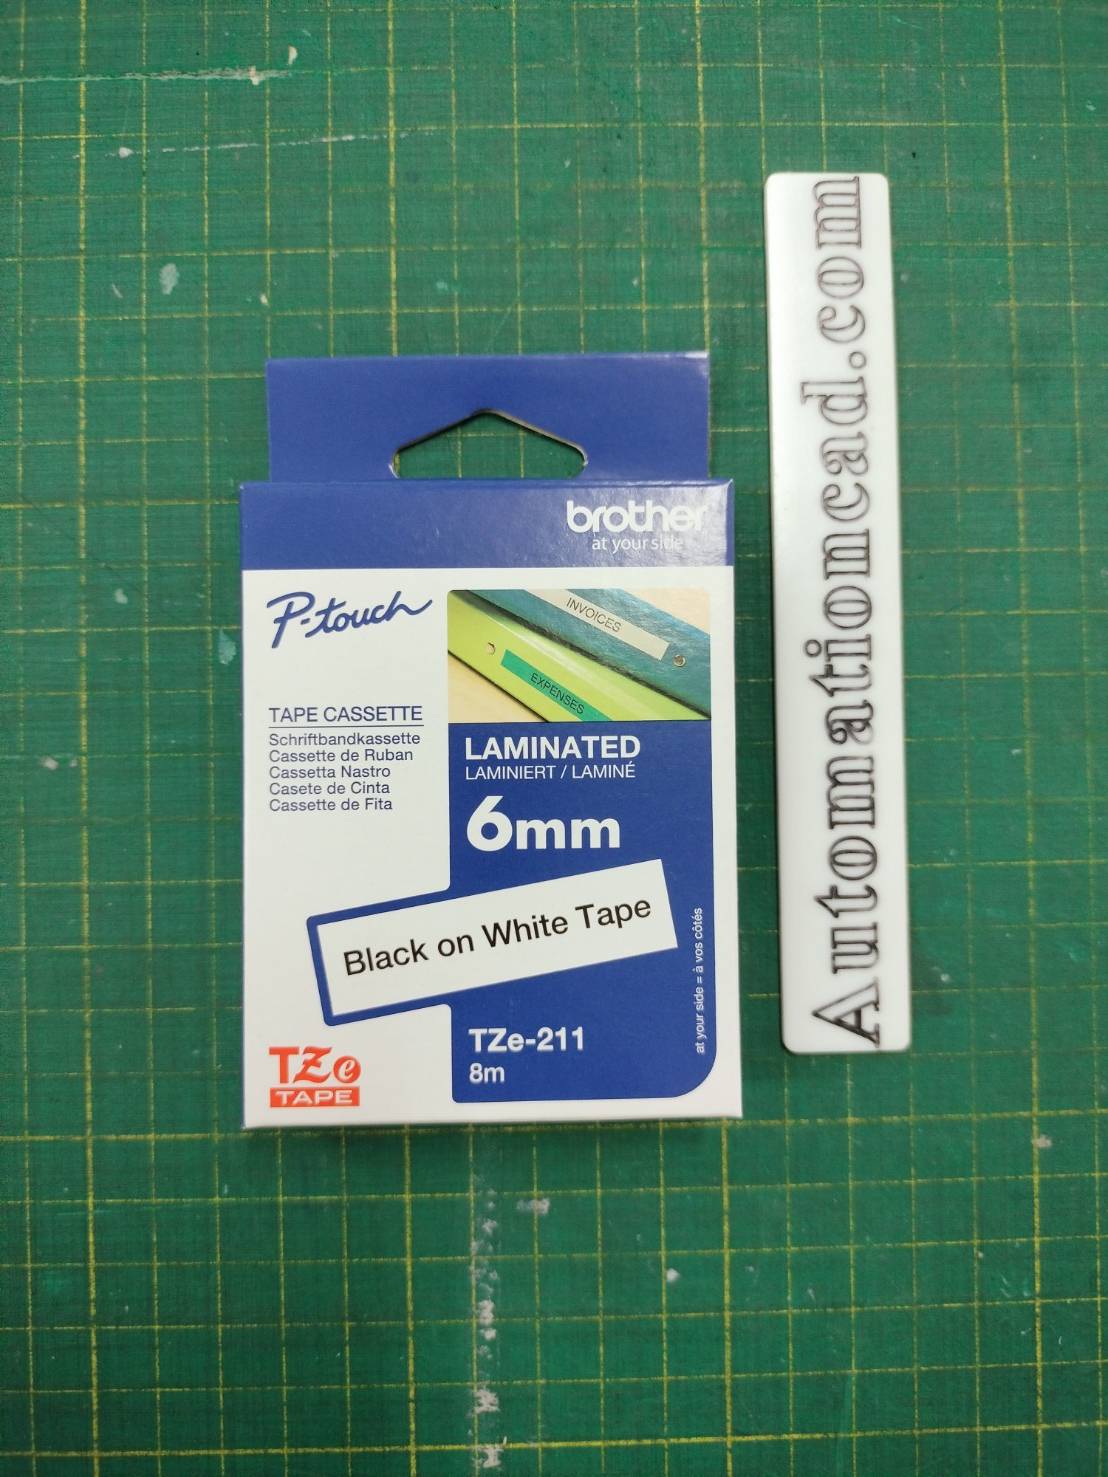 brother
at your side
P-touch
INVOICES
EXPENSES
TAPE CASSETTE
Schriftbandkassette
Cassette de Ruban
Cassetta Nastro
Casete de Cinta
Cassette de Fita
LAMINATED
LAMINIERT / LAMINÉ
6mm
Black on White Tape
at your side = à vos côtés
TZe-211
8m
TZe
TAPE
Automationcad.com